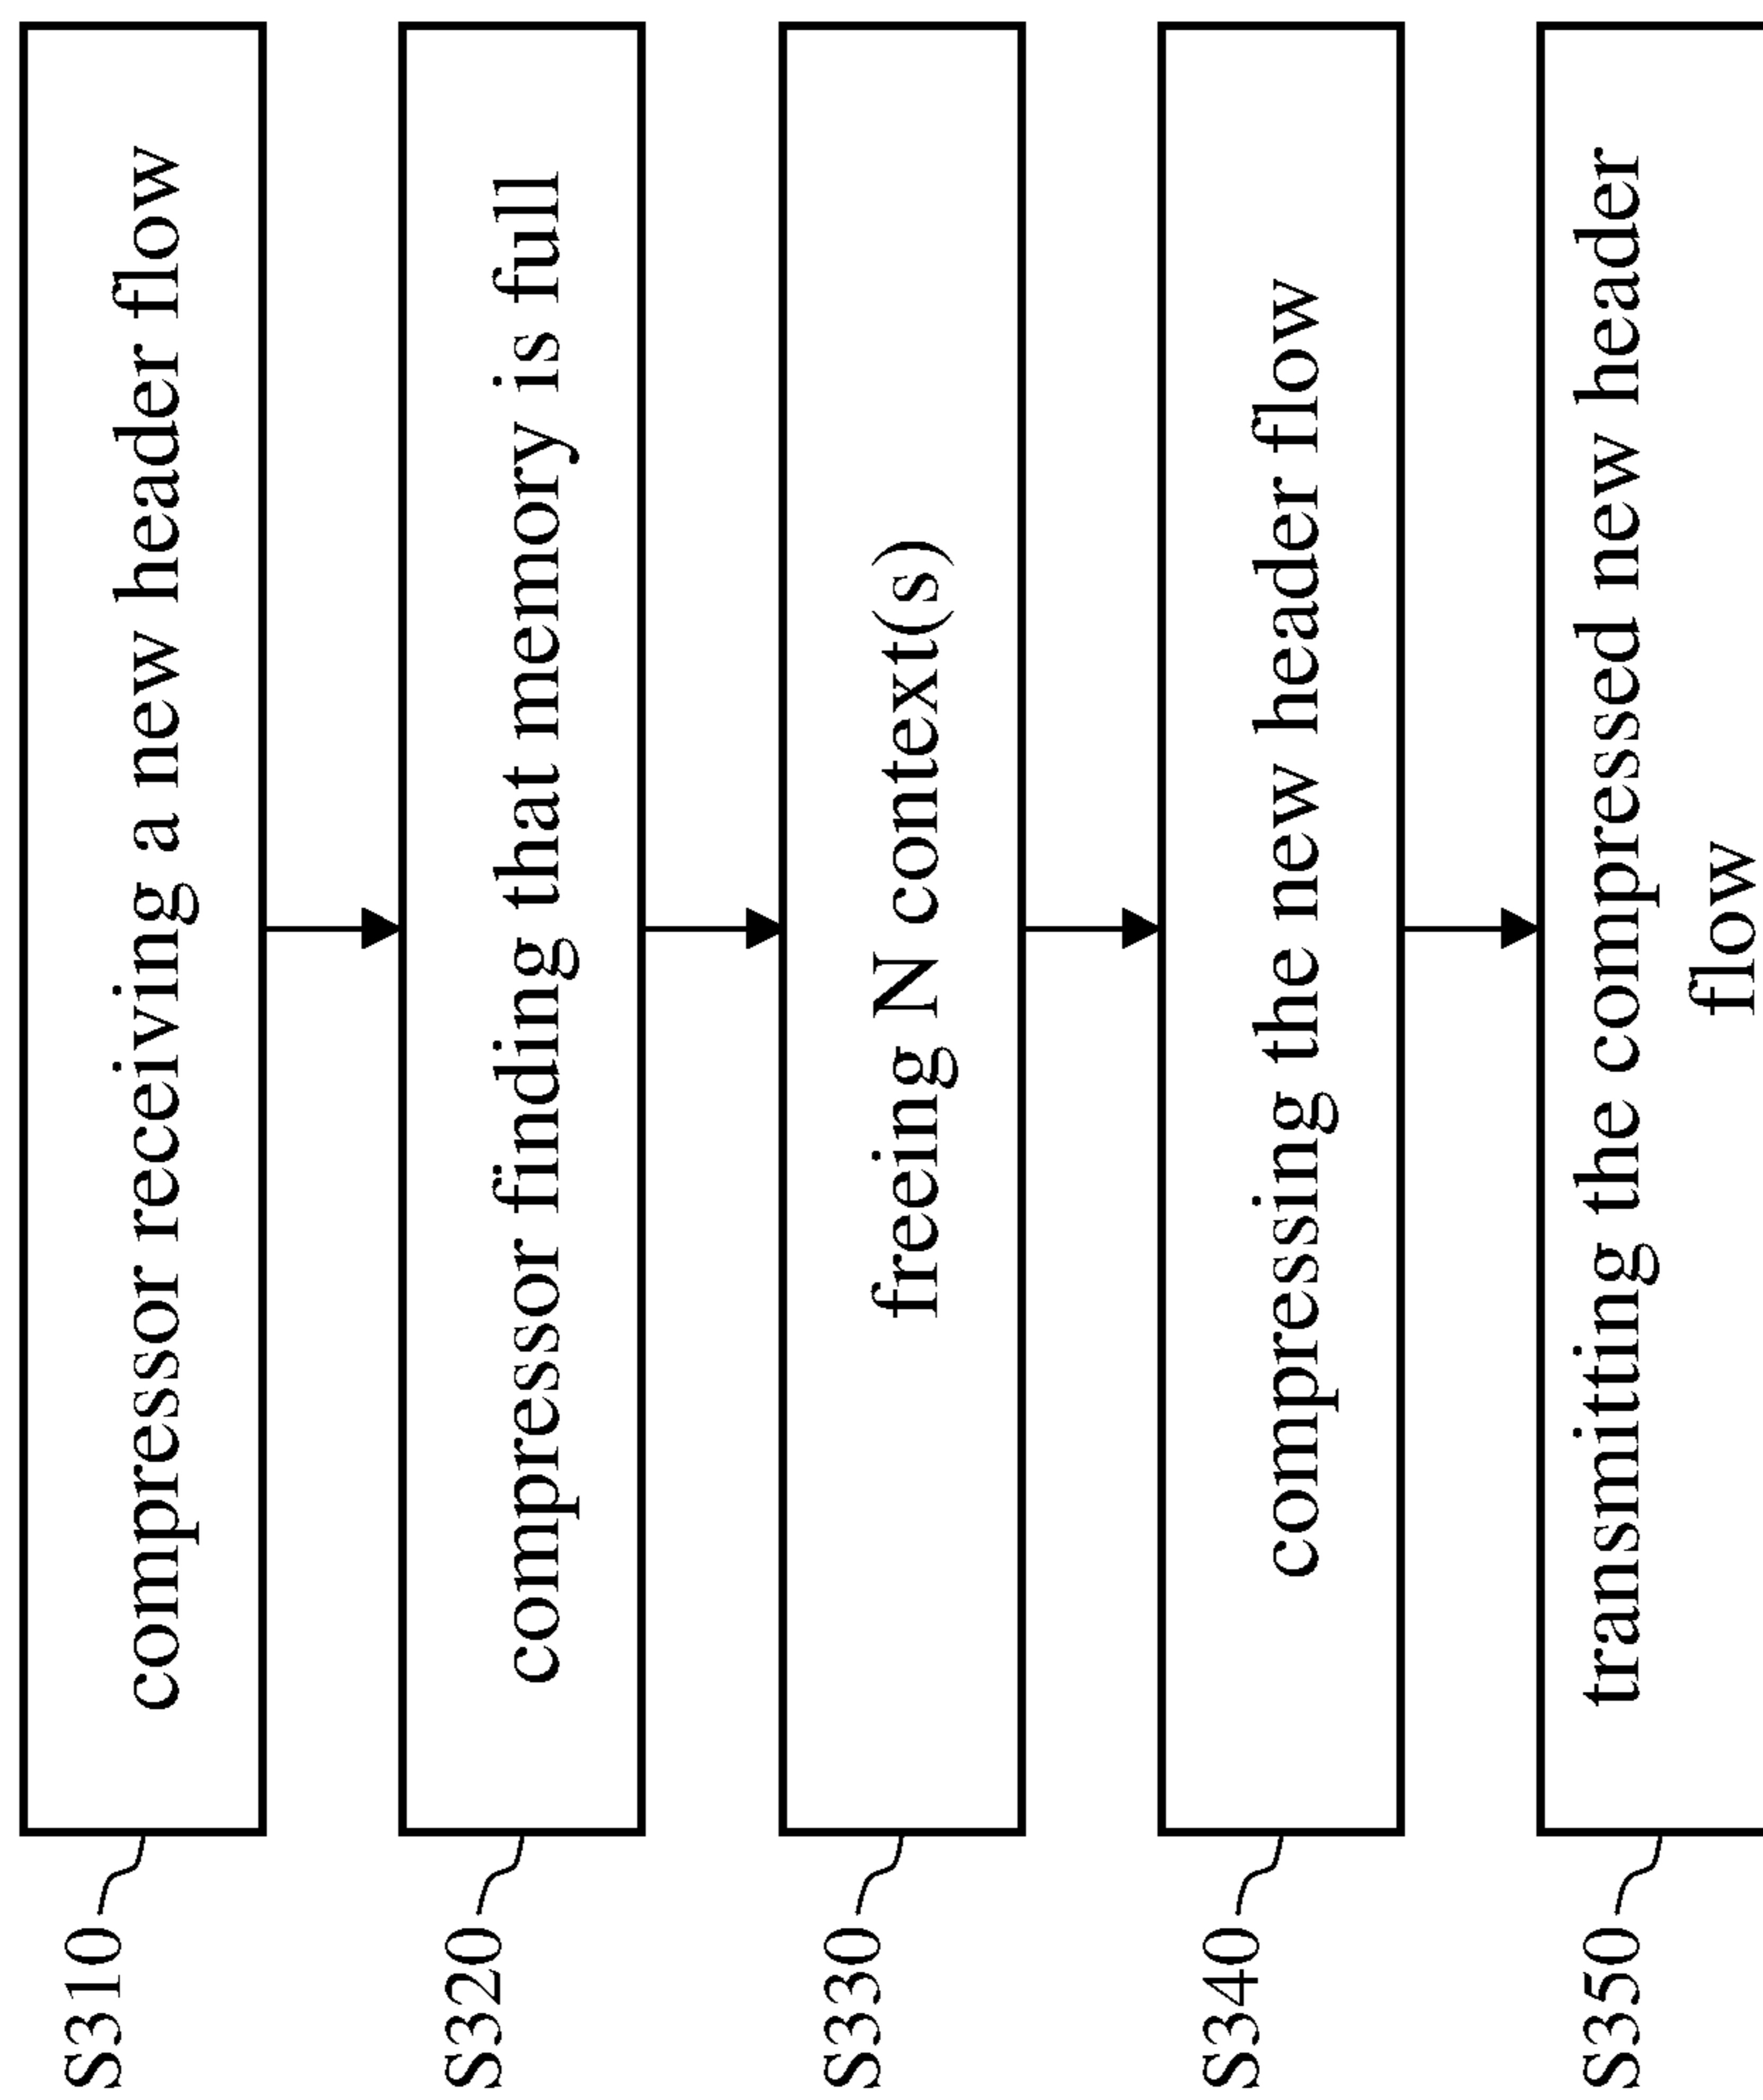 S310
compressor receiving a new header flow
S320
compressor finding that memory is full
S330
freeing N context(s)
S340
compressing the new header flow
S350
transmitting the compressed new header
flow